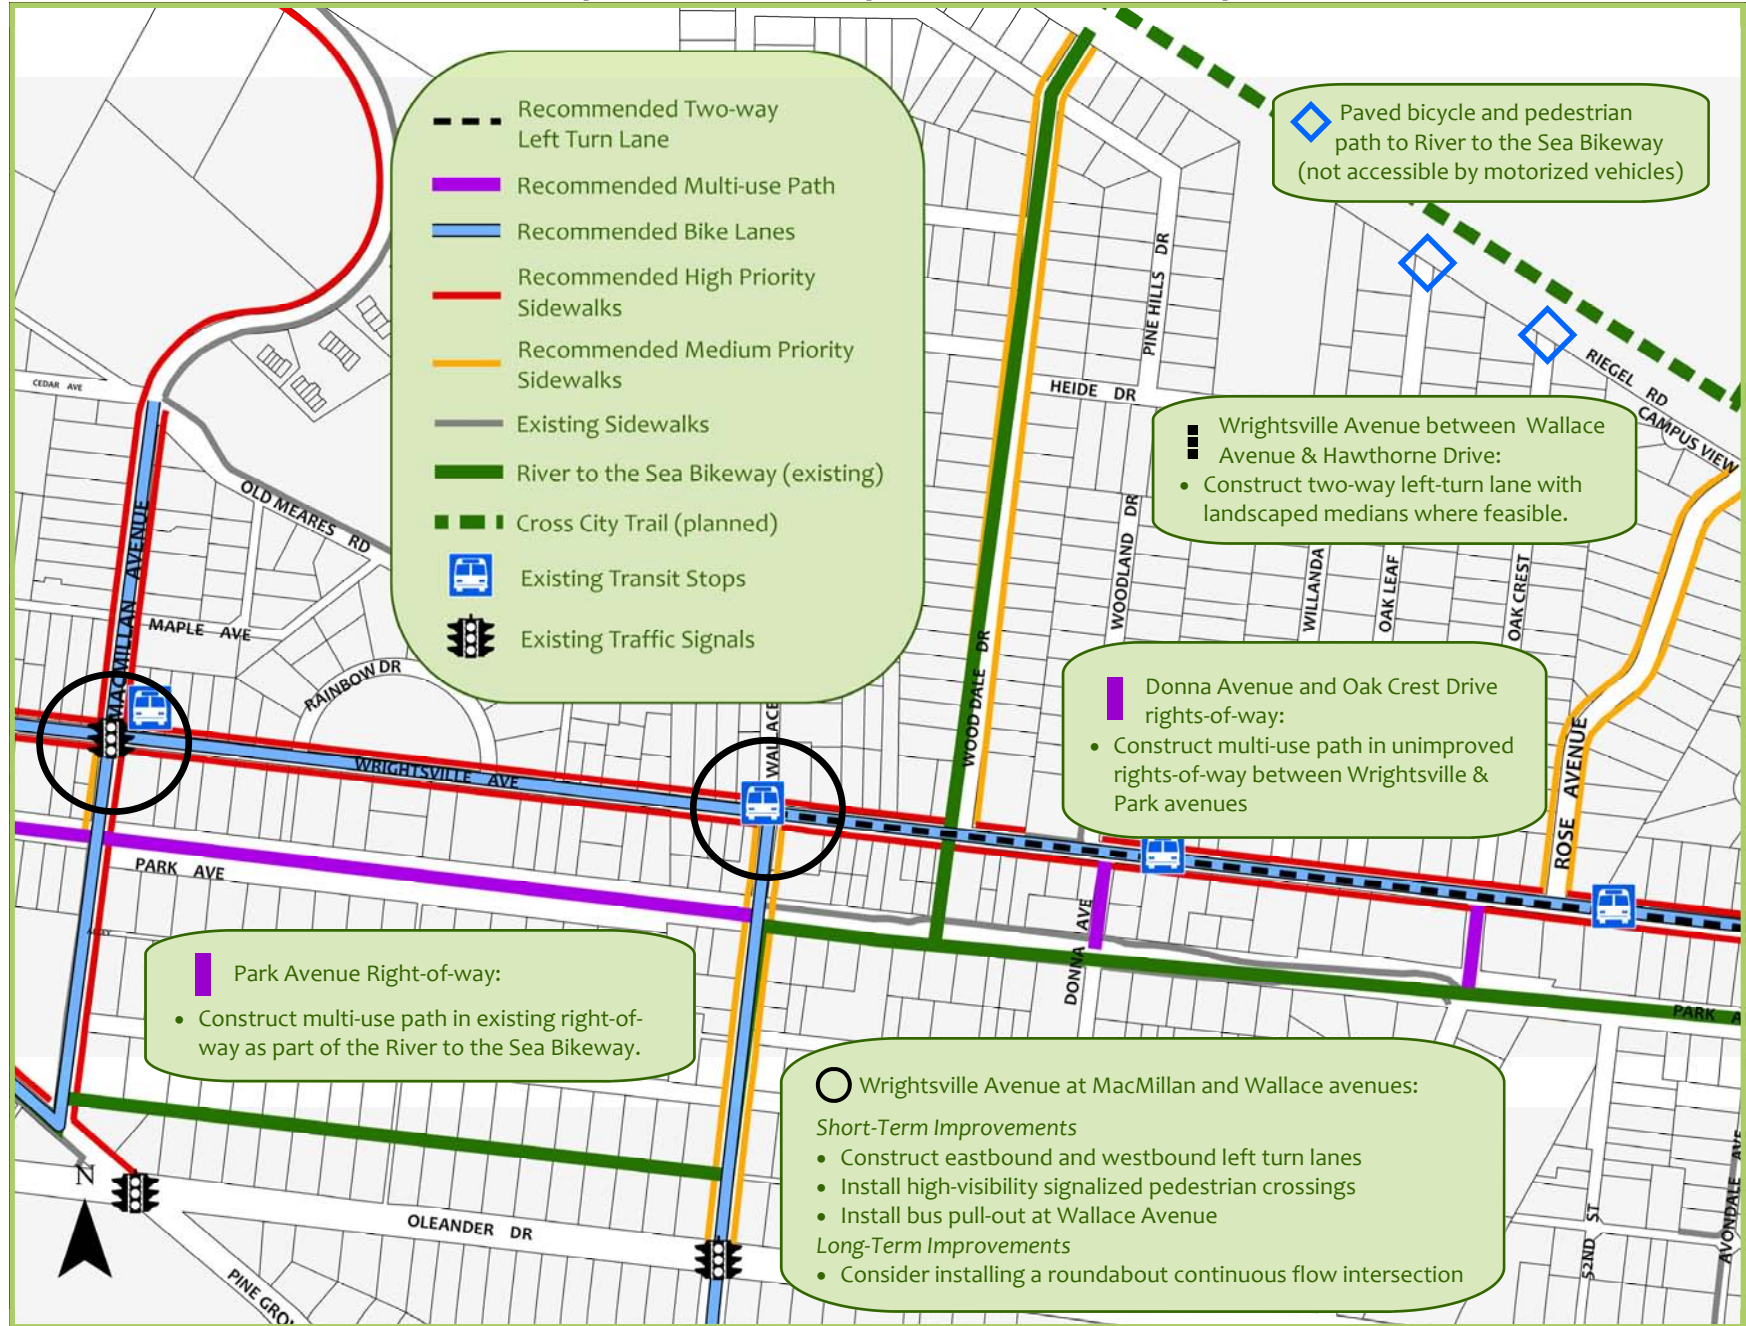 Recommended Two-way
Left Turn Lane
Recommended Multi-use Path
Recommended Bike Lanes
Recommended High Priority
Sidewalks
Recommended Medium Priority
Sidewalks
Existing Sidewalks
River to the Sea Bikeway (existing)
Cross City Trail (planned)
Existing Transit Stops
Existing Traffic Signals
Paved bicycle and pedestrian
path to River to the Sea Bikeway
(not accessible by motorized vehicles)
PINE HILLS DR
HEIDE DR
RIEGEL RD
CAMPUS VIEW
CEDAR AVE
Wrightsville Avenue between Wallace
Avenue & Hawthorne Drive:
• Construct two-way left-turn lane with
landscaped medians where feasible.
OLD MEARES RD
MACMILLAN AVENUE
MAPLE AVE
RAINBOW DR
WOODLAND DR
WILLANDA
OAK LEAF
OAK CREST
WOOD DALE DR
WALLACE
Donna Avenue and Oak Crest Drive
rights-of-way:
• Construct multi-use path in unimproved
rights-of-way between Wrightsville &
Park avenues
ROSE AVENUE
WRIGHTSVILLE AVE
PARK AVE
DONNA AVE
PARK A
Park Avenue Right-of-way:
• Construct multi-use path in existing right-of-
way as part of the River to the Sea Bikeway.
Wrightsville Avenue at MacMillan and Wallace avenues:
Short-Term Improvements
• Construct eastbound and westbound left turn lanes
• Install high-visibility signalized pedestrian crossings
• Install bus pull-out at Wallace Avenue
Long-Term Improvements
• Consider installing a roundabout continuous flow intersection
N
OLEANDER DR
PINE GRO
52ND ST
AVONDALE AVE